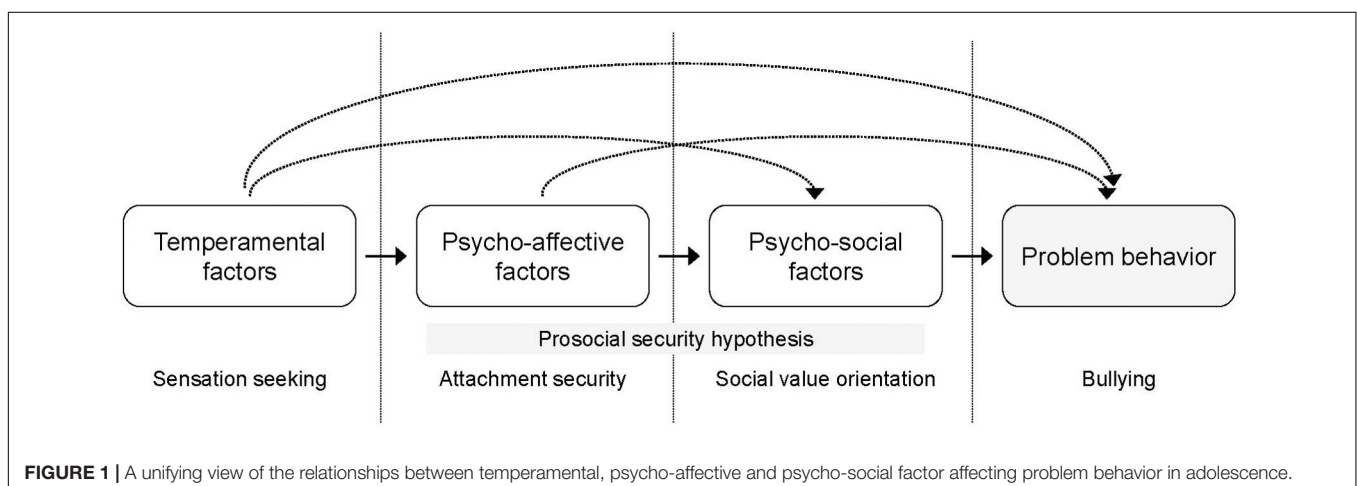 Temperamental
factors
Psycho-affective
factors
Psycho-social
factors
Problem behavior
Prosocial security hypothesis
Sensation seeking
Attachment security
Social value orientation
Bullying
FIGURE 1 | A unifying view of the relationships between temperamental, psycho-affective and psycho-social factor affecting problem behavior in adolescence.